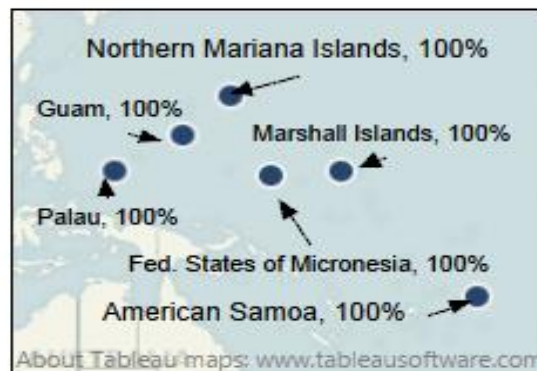 Northern Mariana Islands, 100%
Guam, 100%
Marshall Islands, 100%
Palau, 100%
Fed. States of Micronesia, 100%
American Samoa, 100%
About Tableau maps: www.tableausoftware.com